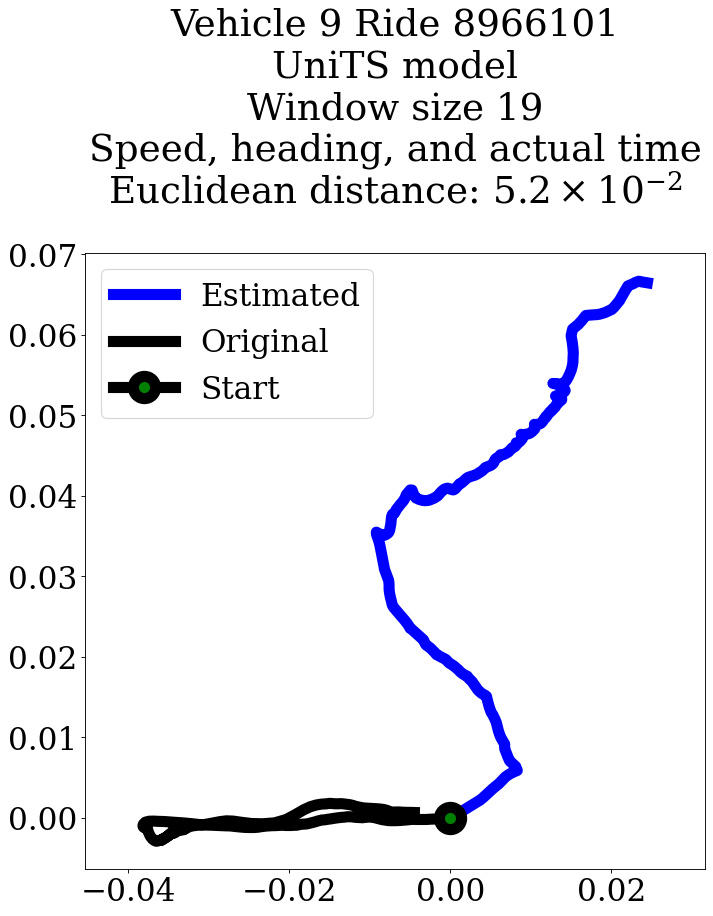 Vehicle 9 Ride 8966101
UniTS model
Window size 19
Speed, heading, and actual time
Euclidean distance: 5.2 × 10⁻²
0.07
0.06
0.05
0.04
0.03
0.02
0.01
0.00
Estimated
Original
Start
−0.04
−0.02
0.00
0.02